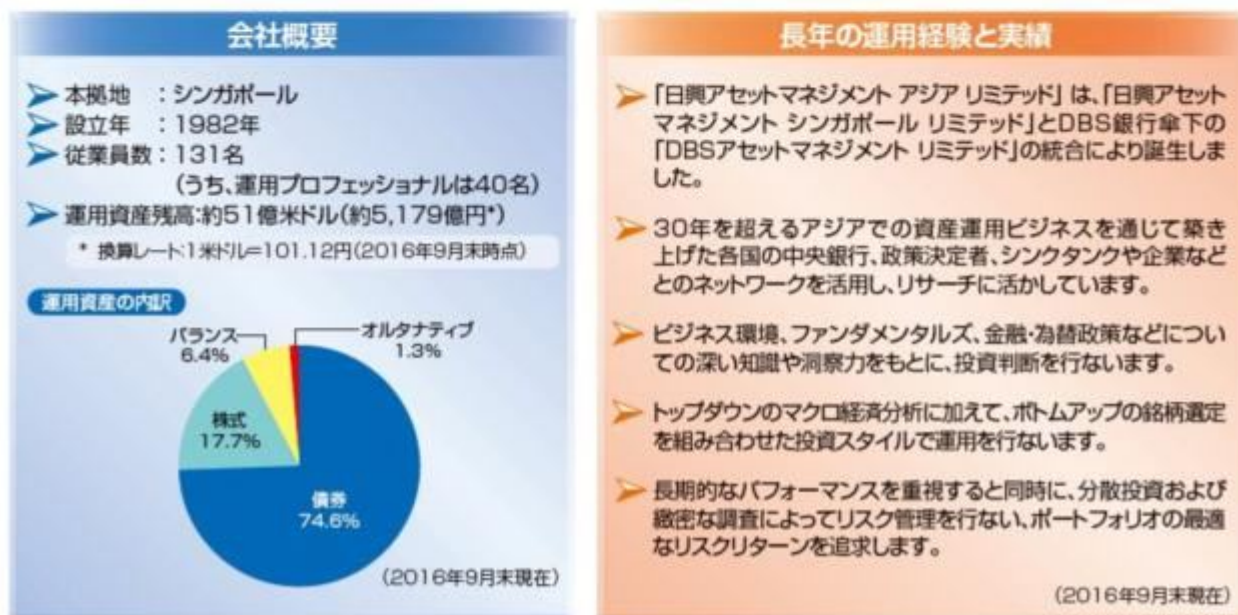 会社概要
本拠地 ：シンガポール
設立年 ：1982年
従業員数：131名
（うち、運用プロフェッショナルは40名）
運用資産残高:約51億米ドル（約5,179億円*）
* 換算レート:1米ドル=101.12円（2016年9月末時点）
運用資産の内訳
バランス
6.4%
オルタナティブ
1.3%
株式
17.7%
債券
74.6%
（2016年9月末現在）
長年の運用経験と実績
「日興アセットマネジメント アジア リミテッド」は、「日興アセット
マネジメント シンガポール リミテッド」とDBS銀行傘下の
「DBSアセットマネジメント リミテッド」の統合により誕生しま
した。
30年を超えるアジアでの資産運用ビジネスを通じて築き
上げた各国の中央銀行、政策決定者、シンクタンクや企業など
とのネットワークを活用し、リサーチに活かしています。
ビジネス環境、ファンダメンタルズ、金融・為替政策などについ
ての深い知識や洞察力をもとに、投資判断を行ないます。
トップダウンのマクロ経済分析に加えて、ボトムアップの銘柄選定
を組み合わせた投資スタイルで運用を行ないます。
長期的なパフォーマンスを重視すると同時に、分散投資および
緻密な調査によってリスク管理を行ない、ポートフォリオの最適
なリスクリターンを追求します。
（2016年9月末現在）